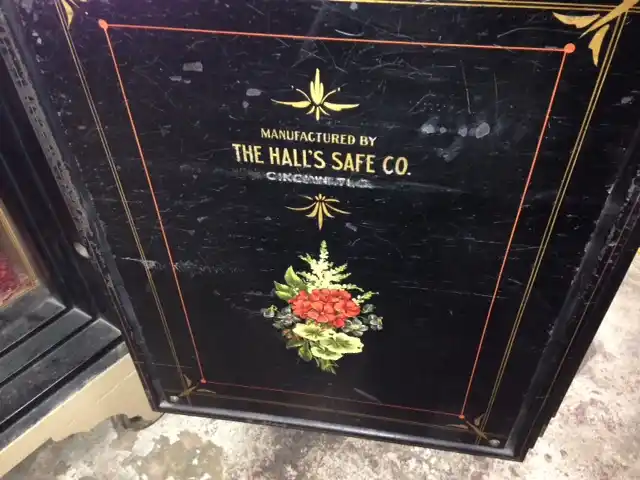 MANUFACTURED BY
THE HALL'S SAFE CO.
CINCINNATI, O.